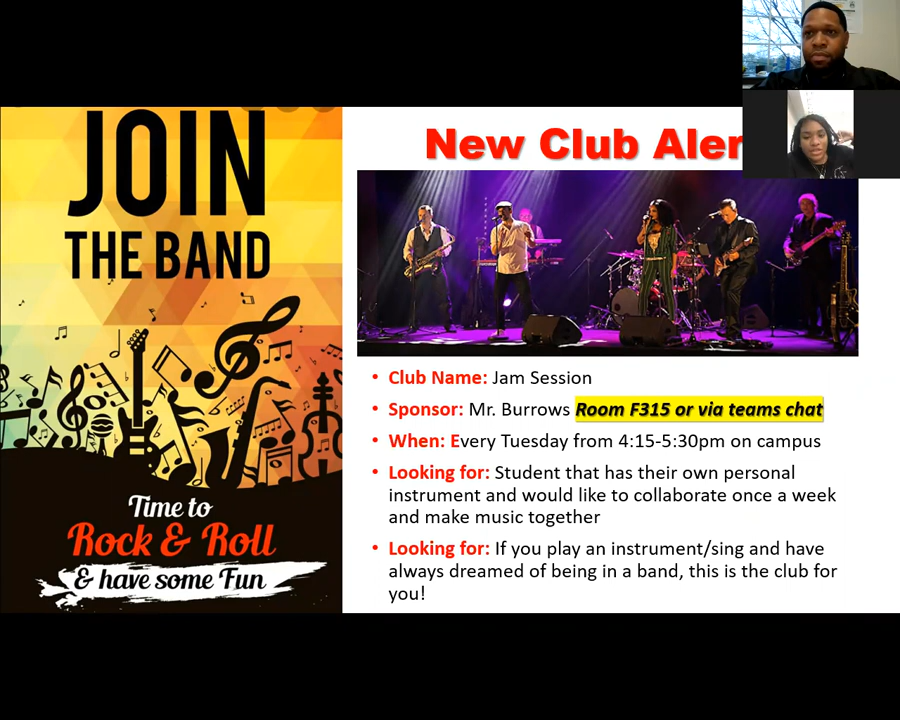 JOIN
THE BAND
Time to
Rock & Roll
& have some Fun
New Club Aler
• Club Name: Jam Session
• Sponsor: Mr. Burrows Room F315 or via teams chat
• When: Every Tuesday from 4:15-5:30pm on campus
• Looking for: Student that has their own personal
instrument and would like to collaborate once a week
and make music together
• Looking for: If you play an instrument/sing and have
always dreamed of being in a band, this is the club for
you!